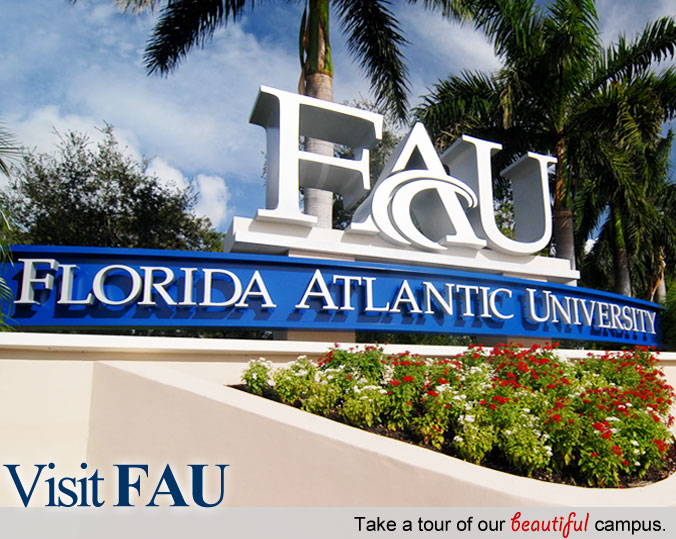 FAU
FLORIDA ATLANTIC UNIVERSITY
Visit FAU
Take a tour of our beautiful campus.